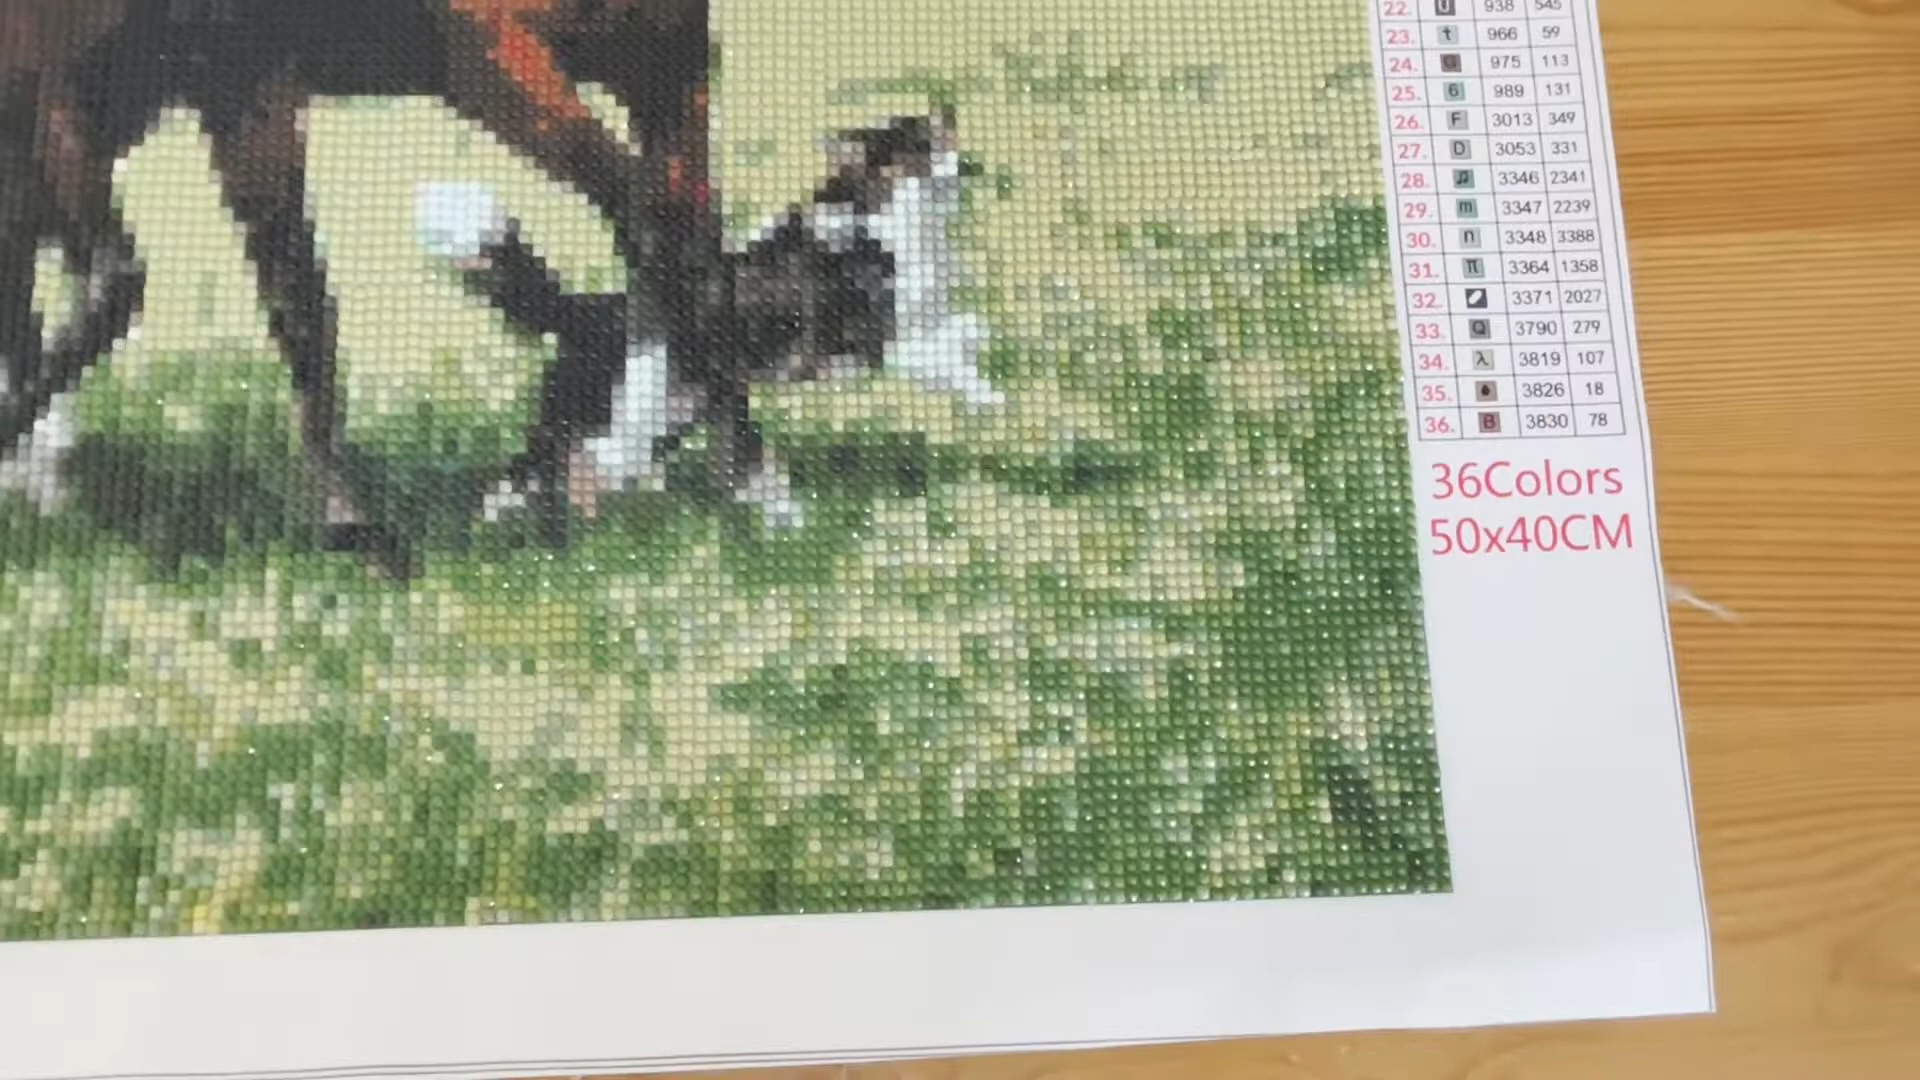 22. U 938 545
23. t 966 59
24. G 975 113
25. 6 989 131
26. F 3013 349
27. D 3053 331
28. ♫ 3346 2341
29. m 3347 2239
30. n 3348 3388
31. π 3364 1358
32. 3371 2027
33. Q 3790 279
34. λ 3819 107
35. 3826 18
36. B 3830 78
36Colors
50x40CM